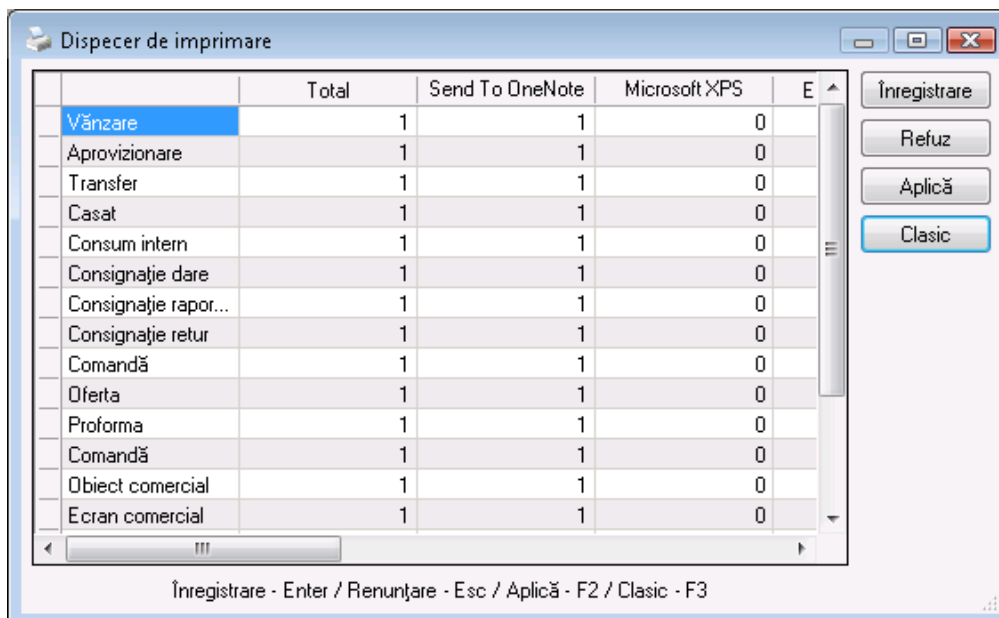 Dispecer de imprimare
Total Send To OneNote Microsoft XPS E
Vănzare 1 1 0
Aprovizionare 1 1 0
Transfer 1 1 0
Casat 1 1 0
Consum intern 1 1 0
Consignaţie dare 1 1 0
Consignaţie rapor... 1 1 0
Consignaţie retur 1 1 0
Comandă 1 1 0
Oferta 1 1 0
Proforma 1 1 0
Comandă 1 1 0
Obiect comercial 1 1 0
Ecran comercial 1 1 0
Înregistrare
Refuz
Aplică
Clasic
Înregistrare - Enter / Renunţare - Esc / Aplică - F2 / Clasic - F3